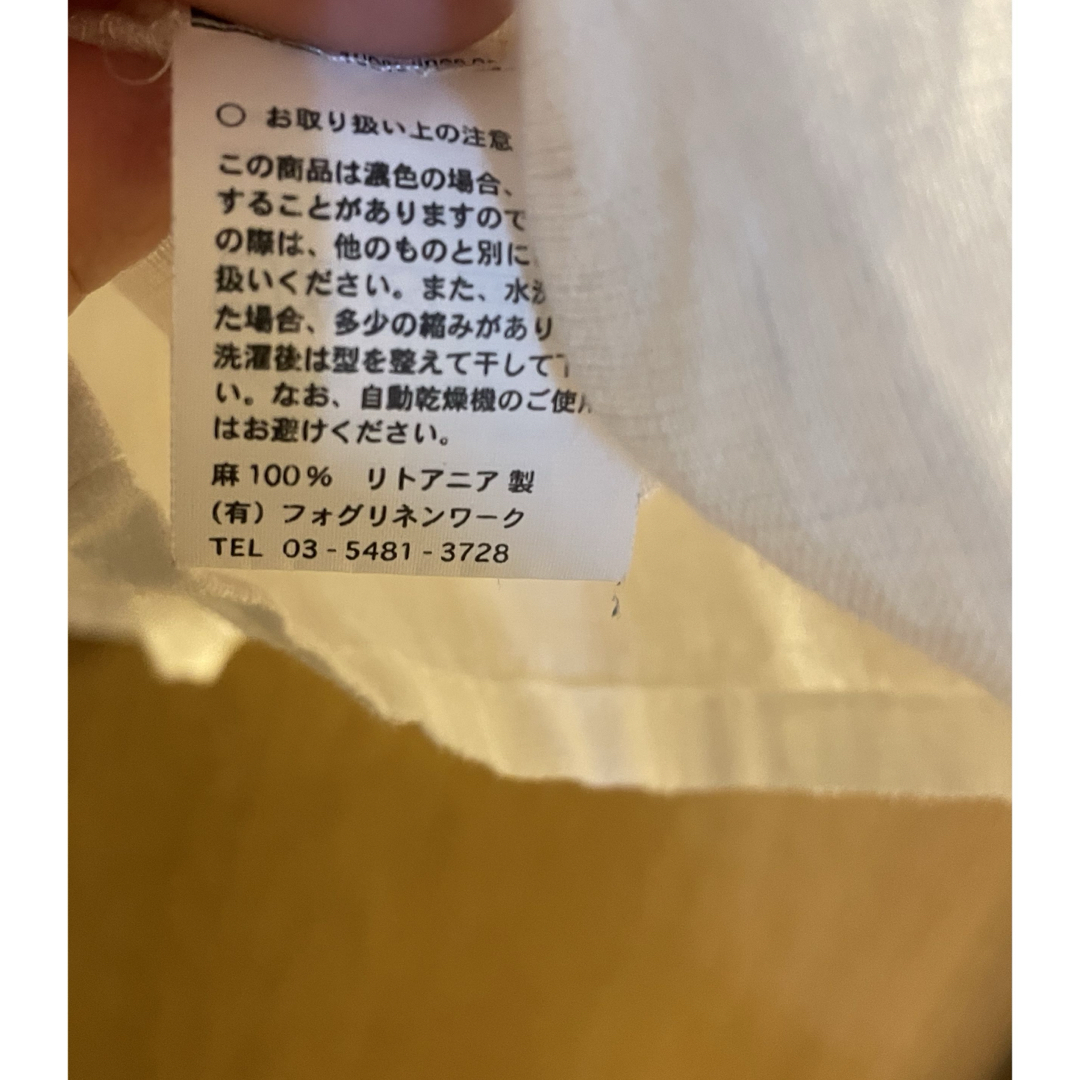 ○ お取り扱い上の注意
この商品は濃色の場合、
することがありますので
の際は、他のものと別に
扱いください。また、水洗
た場合、多少の縮みがあり
洗濯後は型を整えて干して下
い。なお、自動乾燥機のご使用
はお避けください。
麻 100% リトアニア 製
(有) フォグリネンワーク
TEL 03-5481-3728